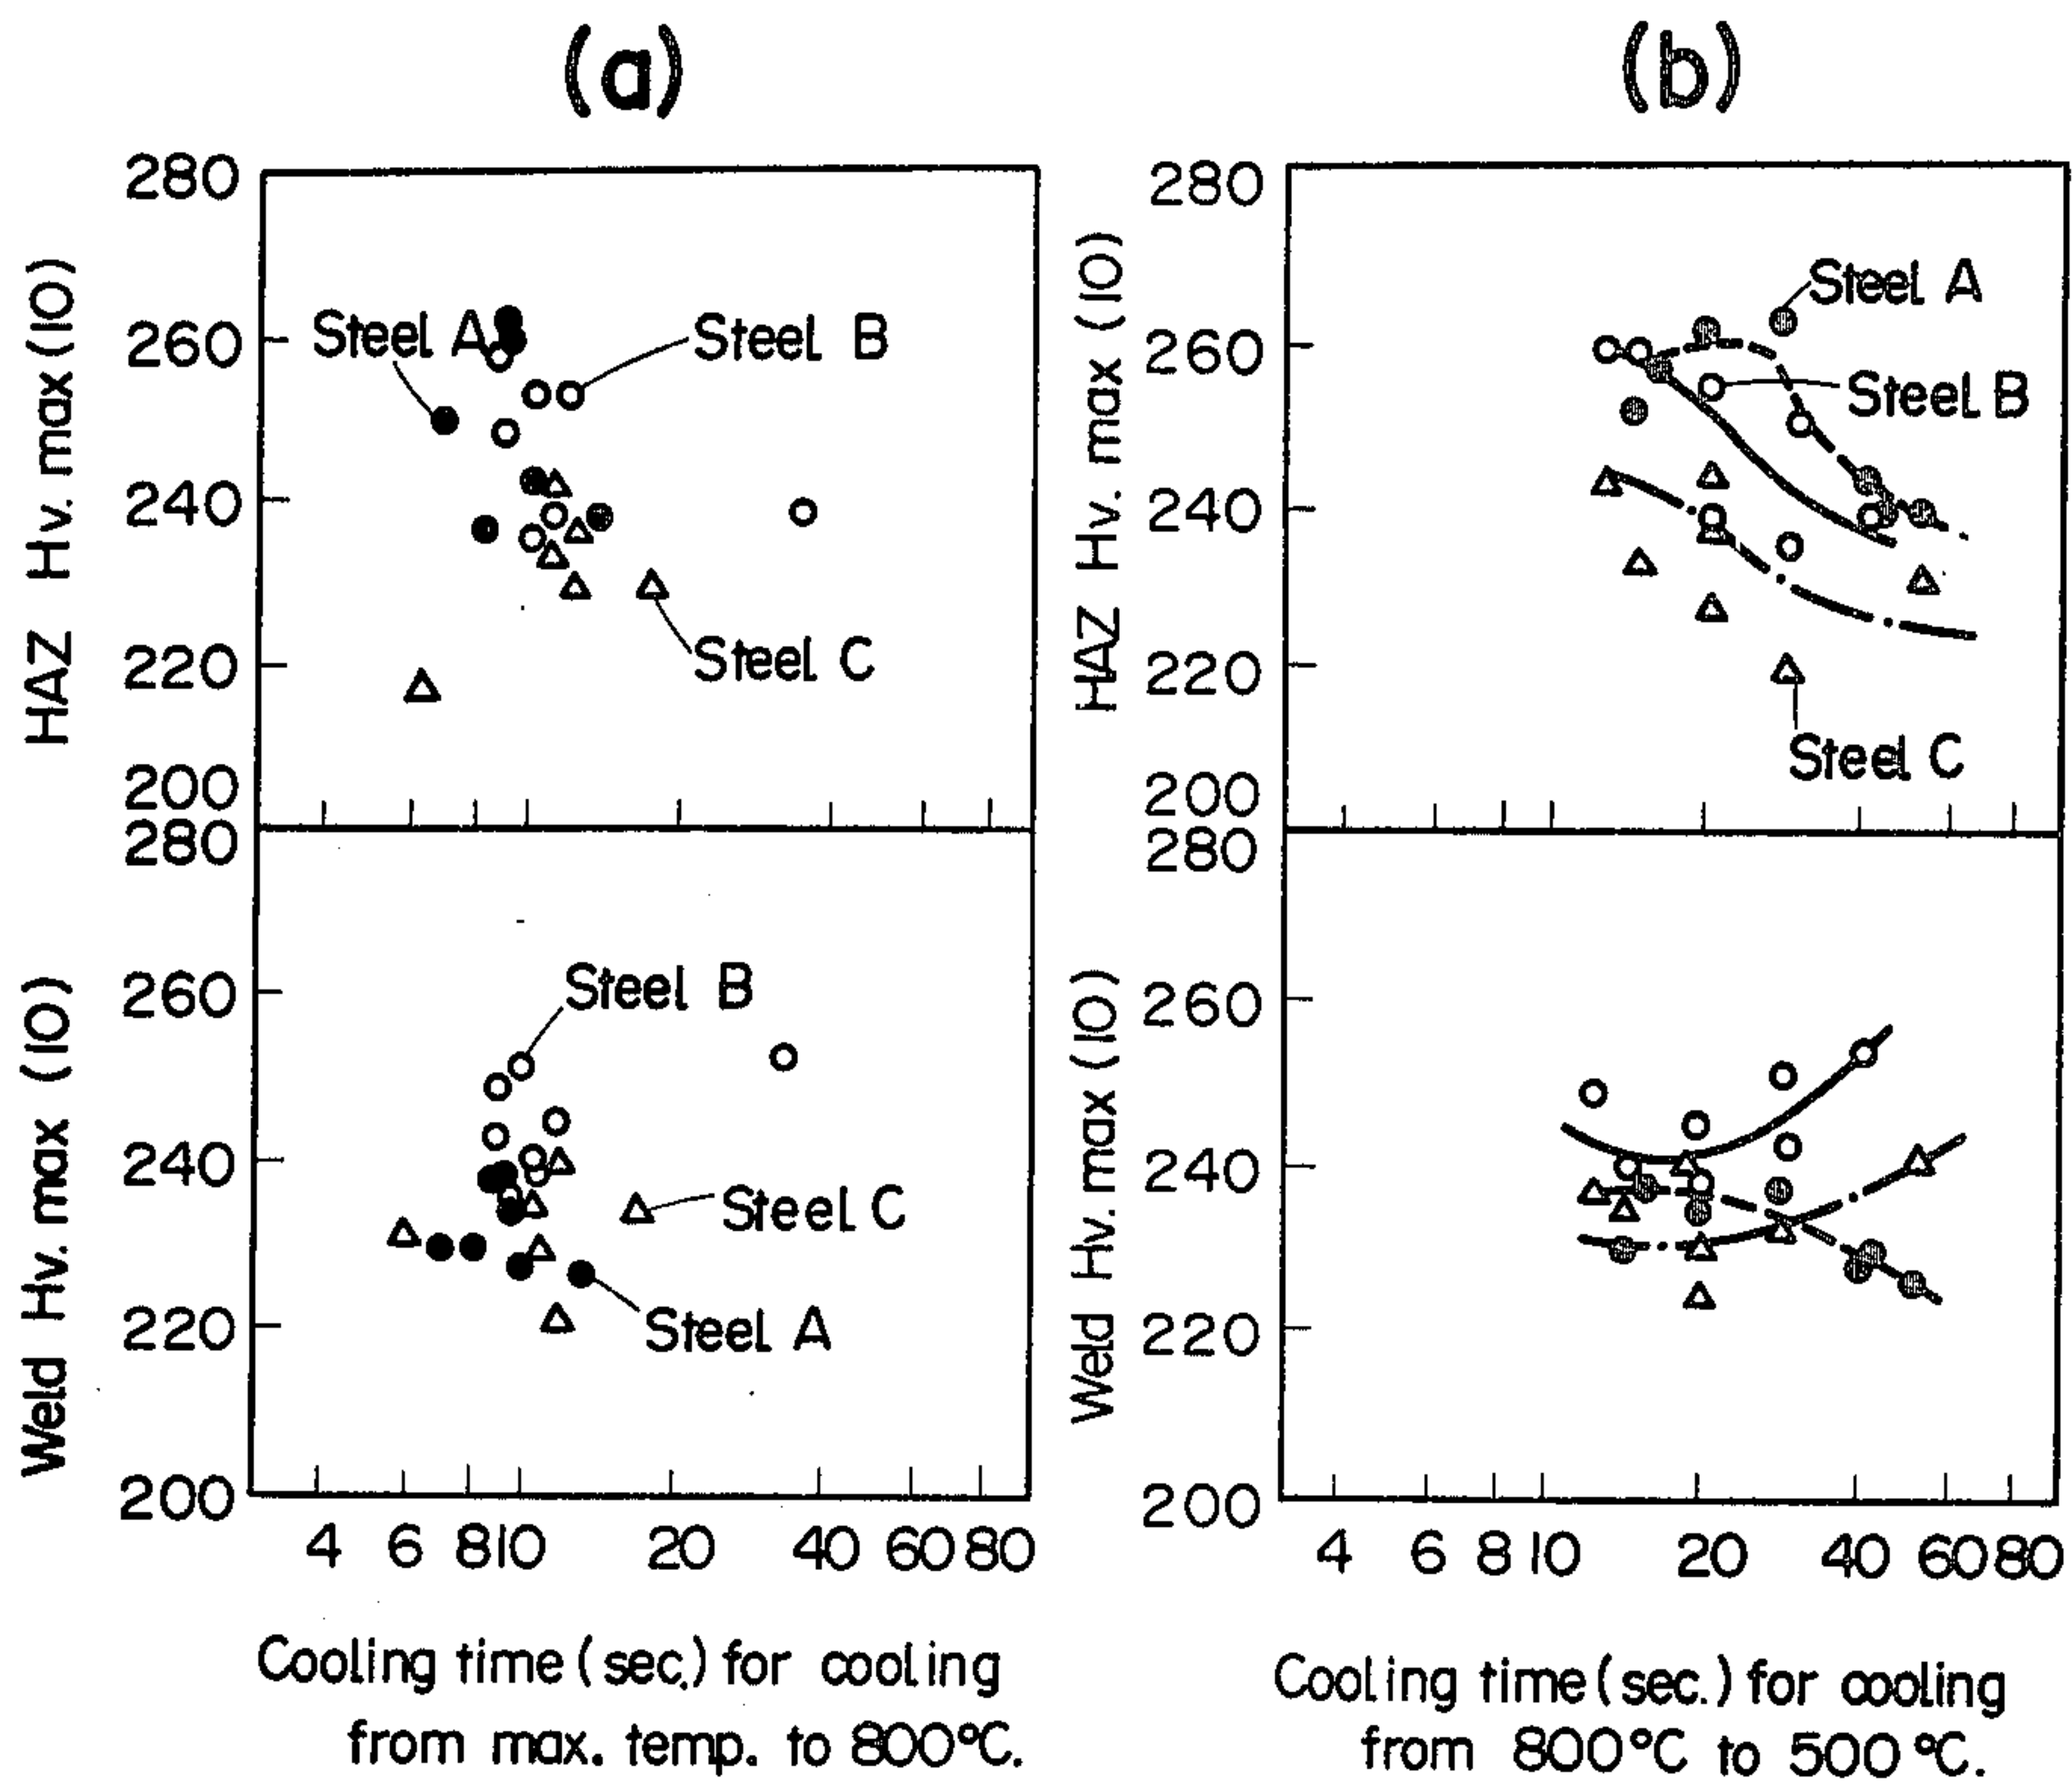 (a)
HAZ Hv. max (10)
280
260
240
220
200
Steel A
Steel B
Steel C
Weld Hv. max (10)
280
260
240
220
200
Steel B
Steel C
Steel A
4 6 8 10 20 40 60 80
Cooling time (sec.) for cooling
from max. temp. to 800°C.
(b)
HAZ Hv. max (10)
280
260
240
220
200
Steel A
Steel B
Steel C
Weld Hv. max (10)
280
260
240
220
200
4 6 8 10 20 40 60 80
Cooling time (sec.) for cooling
from 800°C to 500°C.